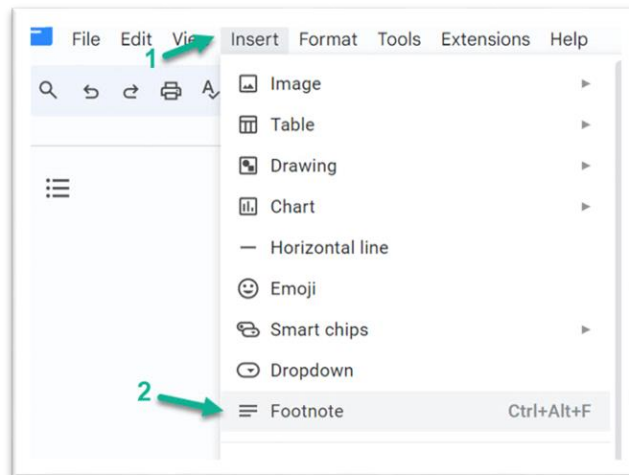 File Edit View Insert Format Tools Extensions Help
1
Image
Table
Drawing
Chart
Horizontal line
Emoji
Smart chips
Dropdown
2
Footnote Ctrl+Alt+F